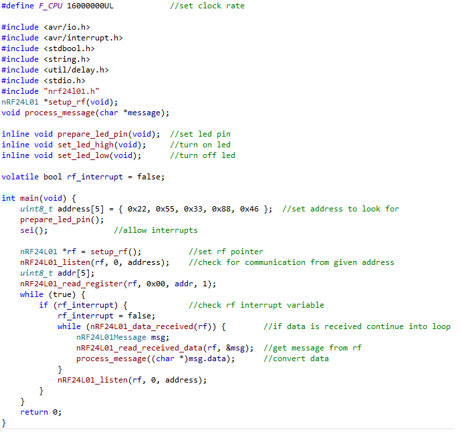 #define F_CPU 16000000UL //set clock rate
#include <avr/io.h>
#include <avr/interrupt.h>
#include <stdbool.h>
#include <string.h>
#include <util/delay.h>
#include <stdio.h>
#include "nrf24l01.h"
nRF24L01 *setup_rf(void);
void process_message(char *message);
inline void prepare_led_pin(void); //set led pin
inline void set_led_high(void); //turn on led
inline void set_led_low(void); //turn off led
volatile bool rf_interrupt = false;
int main(void) {
uint8_t address[5] = { 0x22, 0x55, 0x33, 0x88, 0x46 }; //set address to look for
prepare_led_pin();
sei(); //allow interrupts
nRF24L01 *rf = setup_rf(); //set rf pointer
nRF24L01_listen(rf, 0, address); //check for communication from given address
uint8_t addr[5];
nRF24L01_read_register(rf, 0x00, addr, 1);
while (true) {
if (rf_interrupt) { //check rf interrupt variable
rf_interrupt = false;
while (nRF24L01_data_received(rf)) { //if data is received continue into loop
nRF24L01Message msg;
nRF24L01_read_received_data(rf, &msg); //get message from rf
process_message((char *)msg.data); //convert data
}
nRF24L01_listen(rf, 0, address);
}
}
return 0;
}